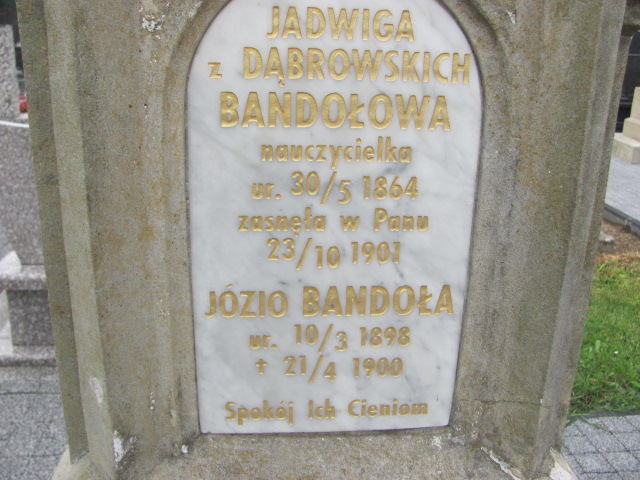 JADWIGA
z DĄBROWSKICH
BANDOŁOWA
nauczycielka
ur. 30/5 1864
zasnęła w Panu
23/10 1901
JÓZIO BANDOŁA
ur. 10/3 1898
† 21/4 1900
Spokój Ich Cieniom